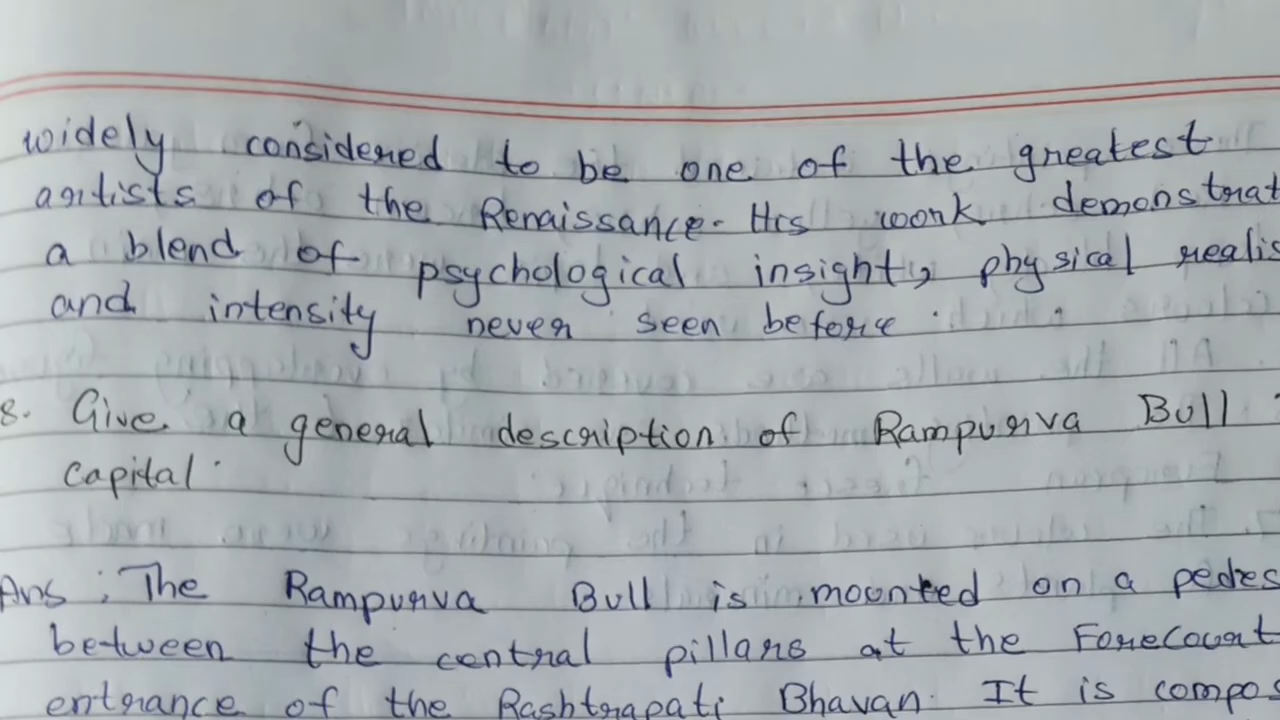 widely considered to be one of the greatest
artists of the Renaissance. His work demonstrat
a blend of psychological insight, physical realis
and intensity never seen before.
8. Give a general description of Rampurva Bull
capital.
Ans : The Rampurva Bull is mounted on a pedes
between the central pillars at the Forecourt
entrance of the Rashtrapati Bhavan. It is compos